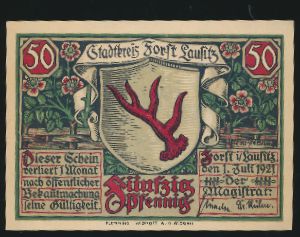 50
Stadtkreis Forst Lausitz
50
Dieser Schein
verliert 1 Monat
nach öffentlicher
Bekanntmachung
seine Gültigkeit.
Fünfzig
Pfennig
Forst i/Lausitz
den 1. Juli 1921
Der
Magistrat:
FLEMMING